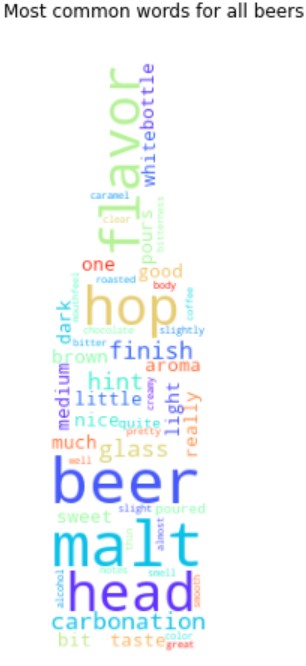 Most common words for all beers
flavor
whitebottle
caramel
clear
pours
bitterness
one
good
roasted
body
mouthfeel
hop
coffee
dark
chocolate
slightly
bitter
finish
brown
aroma
medium
hint
creamy
little
light
really
nice
quite
pretty
much
glass
well
beer
slight
poured
sweet
malt
almost
thin
notes
smell
alcohol
head
smooth
carbonation
bit
taste
color
great